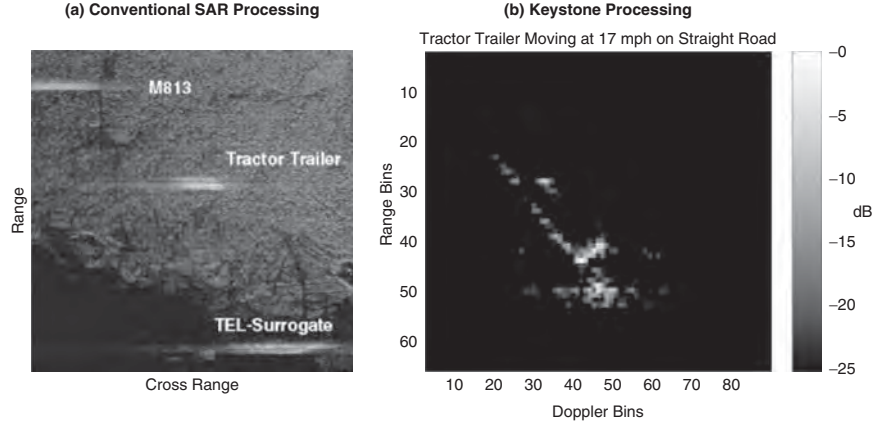 (a) Conventional SAR Processing
Range
M813
Tractor Trailer
TEL-Surrogate
Cross Range
(b) Keystone Processing
Tractor Trailer Moving at 17 mph on Straight Road
Range Bins
10
20
30
40
50
60
10 20 30 40 50 60 70 80
Doppler Bins
–0
–5
–10
–15
–20
–25
dB